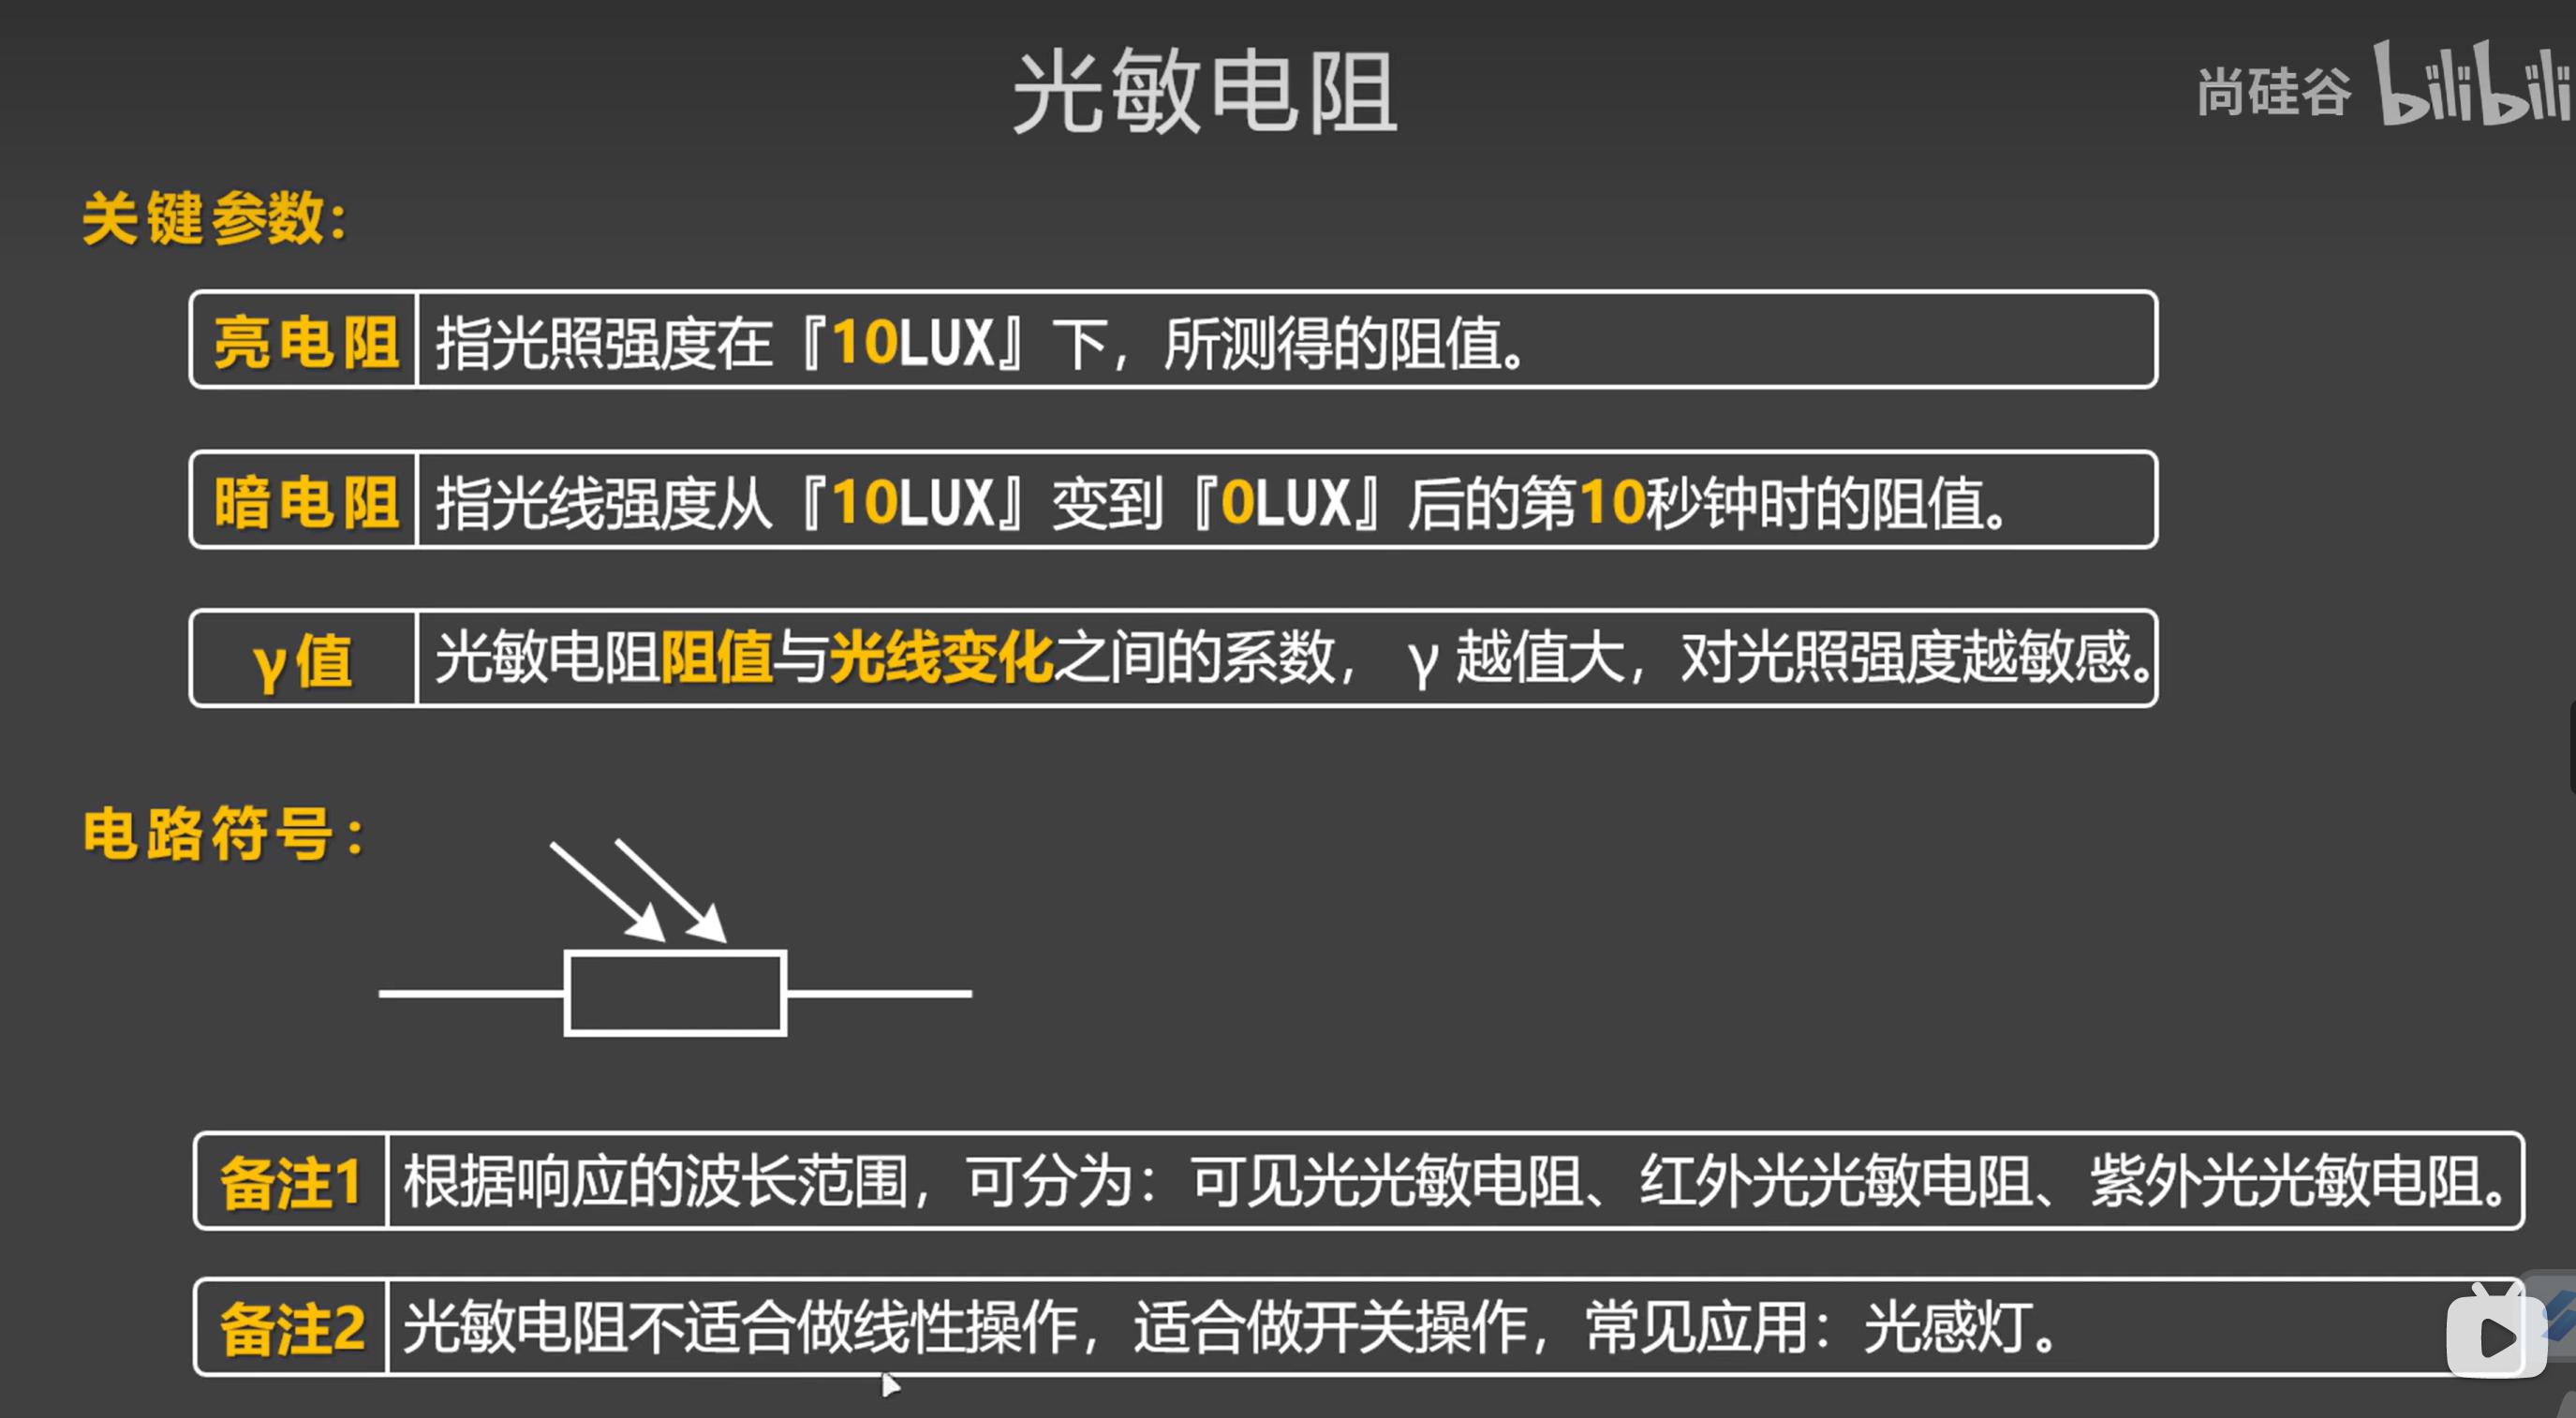 光敏电阻
尚硅谷 bilibili
关键参数：
亮电阻 指光照强度在『10LUX』下，所测得的阻值。
暗电阻 指光线强度从『10LUX』变到『0LUX』后的第10秒钟时的阻值。
γ值 光敏电阻阻值与光线变化之间的系数， γ 越值大，对光照强度越敏感。
电路符号：
备注1 根据响应的波长范围，可分为：可见光光敏电阻、红外光光敏电阻、紫外光光敏电阻。
备注2 光敏电阻不适合做线性操作，适合做开关操作，常见应用：光感灯。